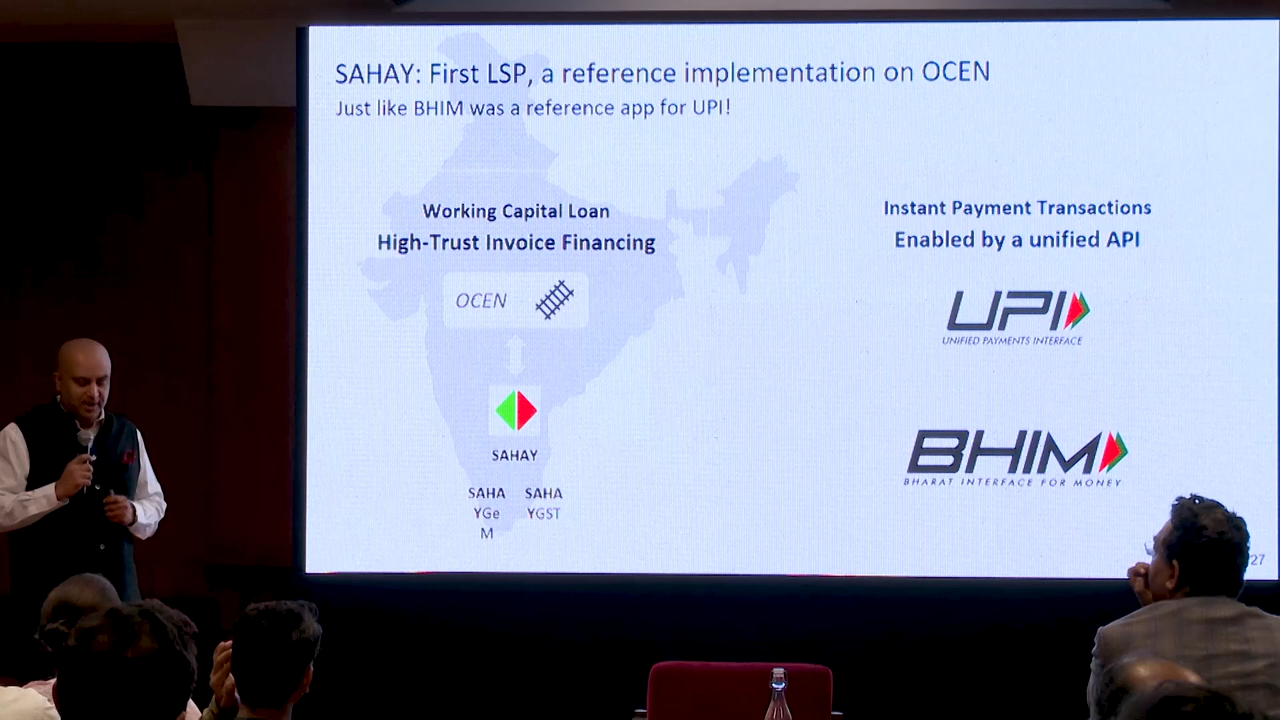 SAHAY: First LSP, a reference implementation on OCEN
Just like BHIM was a reference app for UPI!
Working Capital Loan
High-Trust Invoice Financing
OCEN
SAHAY
SAHA
YGe
M
SAHA
YGST
Instant Payment Transactions
Enabled by a unified API
UPI
UNIFIED PAYMENTS INTERFACE
BHIM
BHARAT INTERFACE FOR MONEY
27